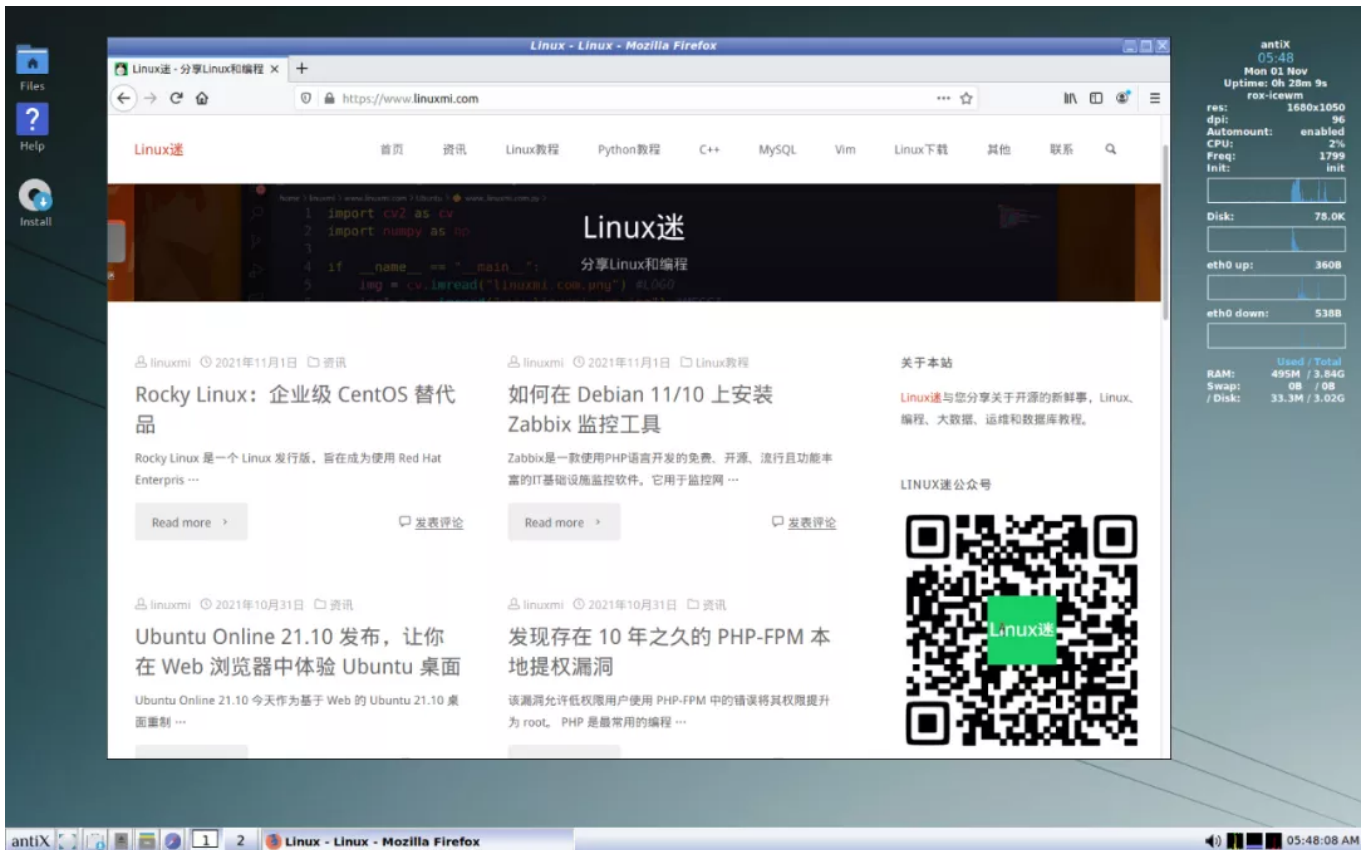 Files
Help
Install
Linux - Linux - Mozilla Firefox
Linux迷 - 分享Linux和编程
https://www.linuxmi.com
Linux迷
首页 资讯 Linux教程 Python教程 C++ MySQL Vim Linux下载 其他 联系
home > linuxmi > www.linuxmi.com > Ubuntu > www.linuxmi.com.py >
1 import cv2 as cv
2 import numpy as np
3
4 if __name__ == "__main__":
5 img = cv.imread("linuxmi.com.png") #LOGO
Linux迷
分享Linux和编程
linuxmi 2021年11月1日 资讯
Rocky Linux：企业级 CentOS 替代
品
Rocky Linux 是一个 Linux 发行版，旨在成为使用 Red Hat
Enterpris ···
Read more
发表评论
linuxmi 2021年11月1日 Linux教程
如何在 Debian 11/10 上安装
Zabbix 监控工具
Zabbix是一款使用PHP语言开发的免费、开源、流行且功能丰
富的IT基础设施监控软件。它用于监控网 ···
Read more
发表评论
linuxmi 2021年10月31日 资讯
Ubuntu Online 21.10 发布，让你
在 Web 浏览器中体验 Ubuntu 桌面
Ubuntu Online 21.10 今天作为基于 Web 的 Ubuntu 21.10 桌
面重制 ···
linuxmi 2021年10月31日 资讯
发现存在 10 年之久的 PHP-FPM 本
地提权漏洞
该漏洞允许低权限用户使用 PHP-FPM 中的错误将其权限提升
为 root。 PHP 是最常用的编程 ···
关于本站
Linux迷与您分享关于开源的新鲜事，Linux、
编程、大数据、运维和数据库教程。
LINUX迷公众号
Linux迷
antiX
05:48
Mon 01 Nov
Uptime: 0h 28m 9s
rox-icewm
res: 1680x1050
dpi: 96
Automount: enabled
CPU: 2%
Freq: 1799
Init: init
Disk: 78.0K
eth0 up: 360B
eth0 down: 538B
Used / Total
RAM: 495M / 3.84G
Swap: 0B / 0B
/ Disk: 33.3M / 3.02G
antiX 1 2 Linux - Linux - Mozilla Firefox 05:48:08 AM